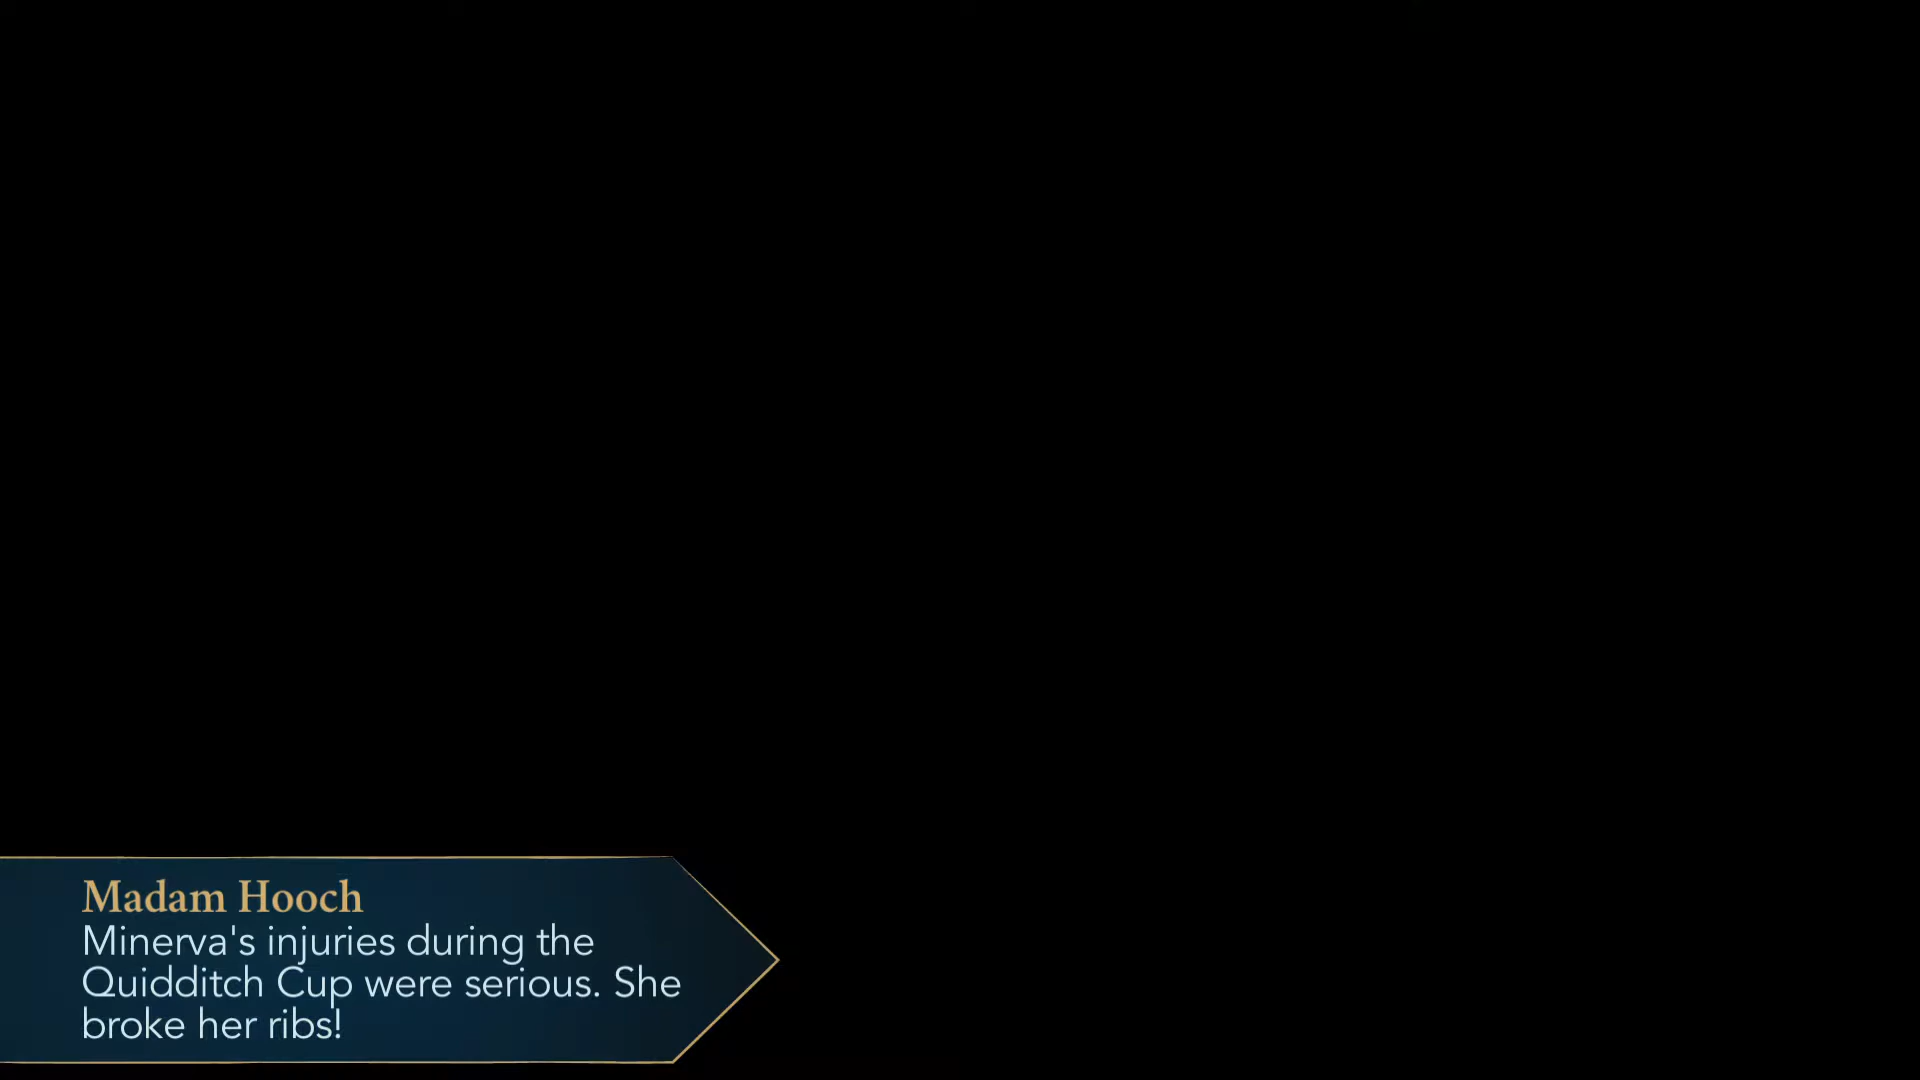 Madam Hooch
Minerva's injuries during the
Quidditch Cup were serious. She
broke her ribs!